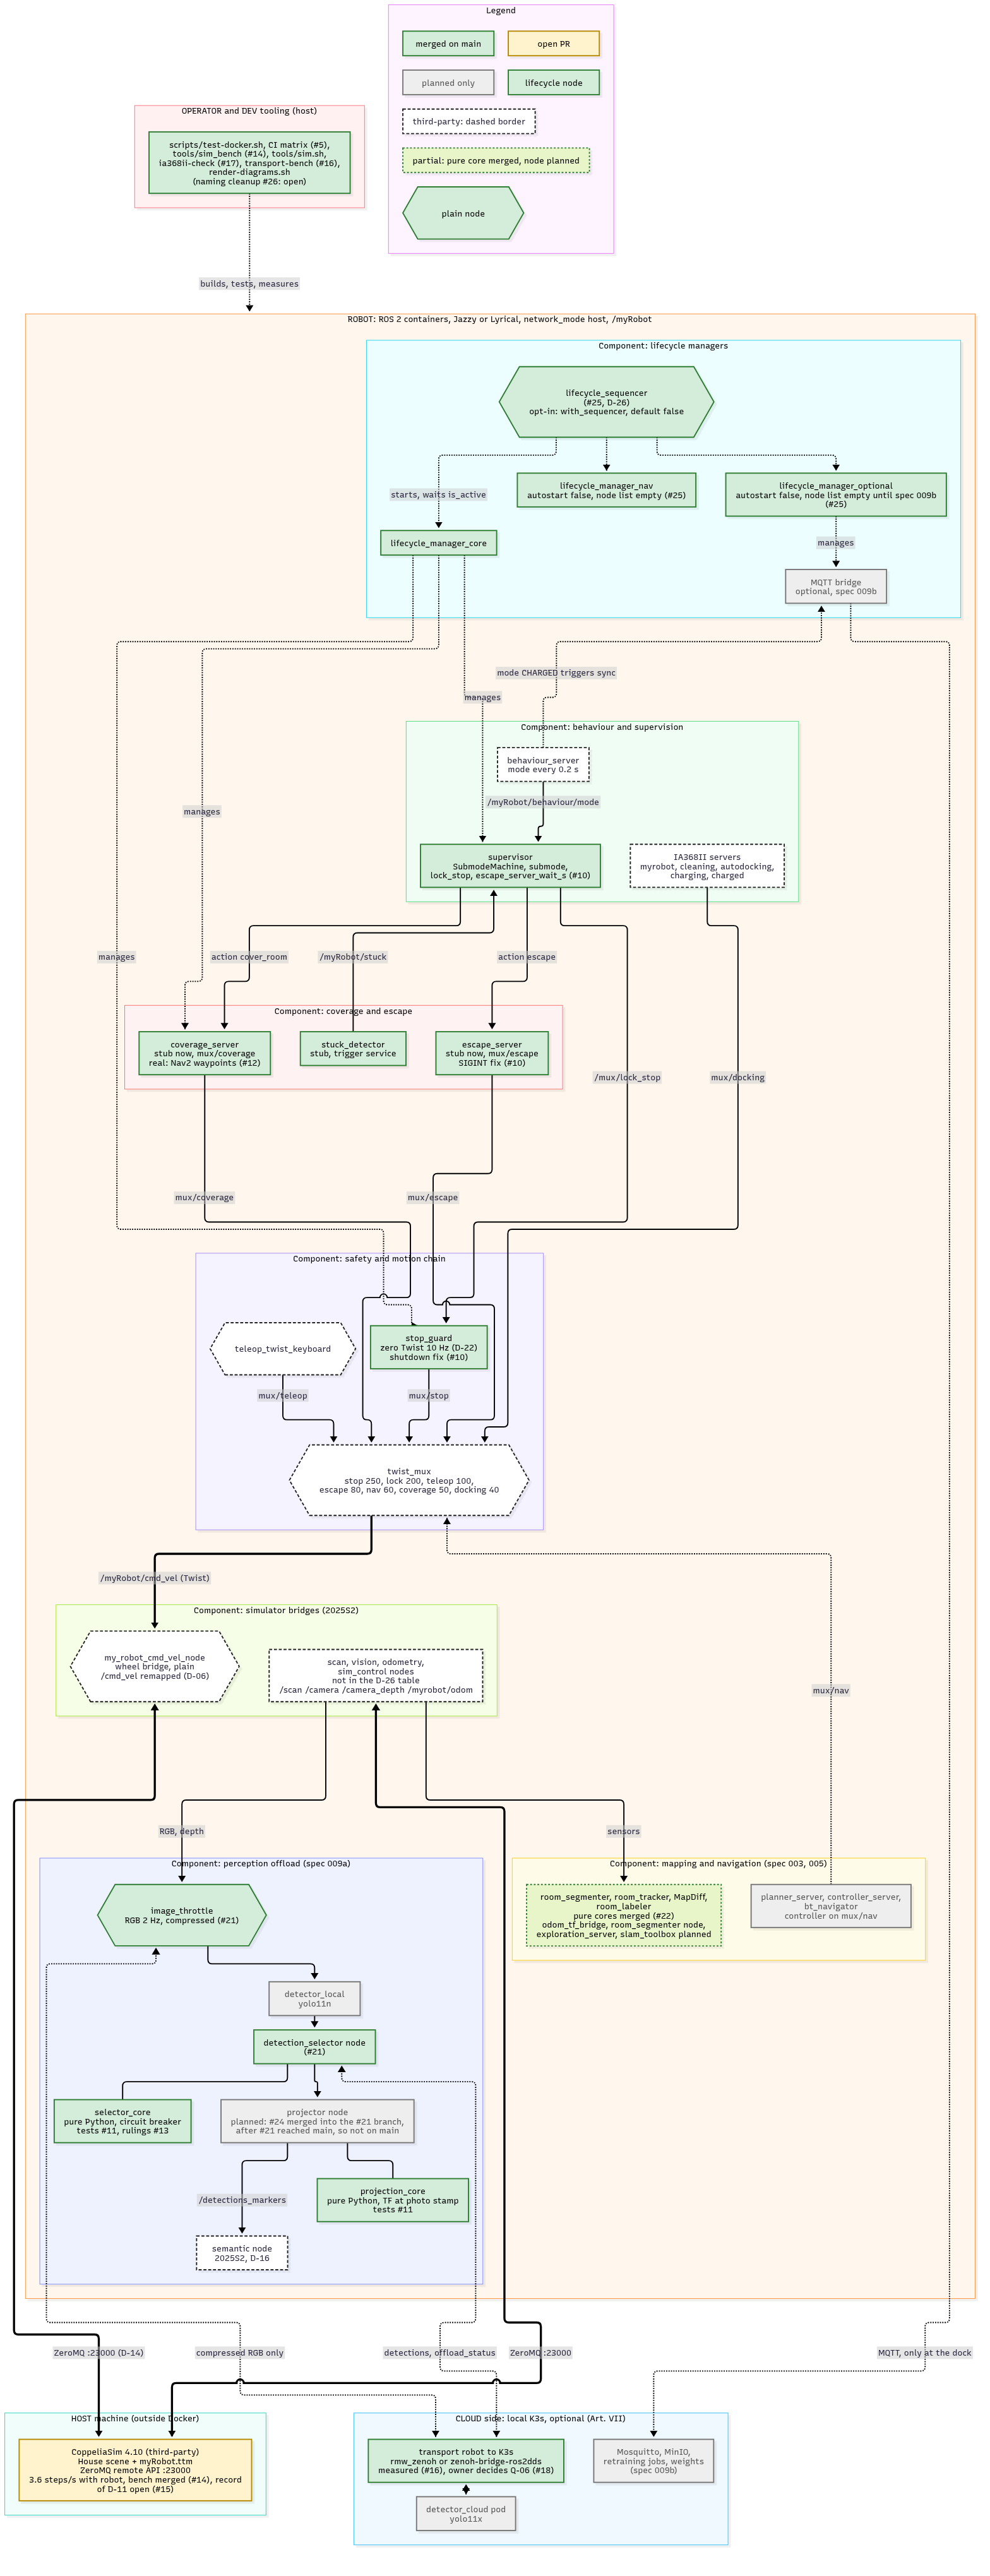 Legend
merged on main
open PR
planned only
lifecycle node
third-party: dashed border
partial: pure core merged, node planned
plain node
OPERATOR and DEV tooling (host)
scripts/test-docker.sh, CI matrix (#5),
tools/sim_bench (#14), tools/sim.sh,
ia368ii-check (#17), transport-bench (#16),
render-diagrams.sh
(naming cleanup #26: open)
builds, tests, measures
ROBOT: ROS 2 containers, Jazzy or Lyrical, network_mode host, /myRobot
Component: lifecycle managers
lifecycle_sequencer
(#25, D-26)
opt-in: with_sequencer, default false
starts, waits is_active
lifecycle_manager_nav
autostart false, node list empty (#25)
lifecycle_manager_optional
autostart false, node list empty until spec 009b
(#25)
lifecycle_manager_core
manages
MQTT bridge
optional, spec 009b
mode CHARGED triggers sync
manages
Component: behaviour and supervision
behaviour_server
mode every 0.2 s
/myRobot/behaviour/mode
manages
supervisor
SubmodeMachine, submode,
lock_stop, escape_server_wait_s (#10)
IA368II servers
myrobot, cleaning, autodocking,
charging, charged
manages
action cover_room
/myRobot/stuck
action escape
Component: coverage and escape
coverage_server
stub now, mux/coverage
real: Nav2 waypoints (#12)
stuck_detector
stub, trigger service
escape_server
stub now, mux/escape
SIGINT fix (#10)
/mux/lock_stop
mux/docking
mux/coverage
mux/escape
Component: safety and motion chain
teleop_twist_keyboard
stop_guard
zero Twist 10 Hz (D-22)
shutdown fix (#10)
mux/teleop
mux/stop
twist_mux
stop 250, lock 200, teleop 100,
escape 80, nav 60, coverage 50, docking 40
/myRobot/cmd_vel (Twist)
Component: simulator bridges (2025S2)
my_robot_cmd_vel_node
wheel bridge, plain
/cmd_vel remapped (D-06)
scan, vision, odometry,
sim_control nodes
not in the D-26 table
/scan /camera /camera_depth /myrobot/odom
mux/nav
RGB, depth
sensors
Component: perception offload (spec 009a)
image_throttle
RGB 2 Hz, compressed (#21)
Component: mapping and navigation (spec 003, 005)
room_segmenter, room_tracker, MapDiff,
room_labeler
pure cores merged (#22)
odom_tf_bridge, room_segmenter node,
exploration_server, slam_toolbox planned
planner_server, controller_server,
bt_navigator
controller on mux/nav
detector_local
yolo11n
detection_selector node
(#21)
selector_core
pure Python, circuit breaker
tests #11, rulings #13
projector node
planned: #24 merged into the #21 branch,
after #21 reached main, so not on main
/detections_markers
projection_core
pure Python, TF at photo stamp
tests #11
semantic node
2025S2, D-16
ZeroMQ :23000 (D-14)
compressed RGB only
detections, offload_status
ZeroMQ :23000
MQTT, only at the dock
HOST machine (outside Docker)
CoppeliaSim 4.10 (third-party)
House scene + myRobot.ttm
ZeroMQ remote API :23000
3.6 steps/s with robot, bench merged (#14), record
of D-11 open (#15)
CLOUD side: local K3s, optional (Art. VII)
transport robot to K3s
rmw_zenoh or zenoh-bridge-ros2dds
measured (#16), owner decides Q-06 (#18)
Mosquitto, MinIO,
retraining jobs, weights
(spec 009b)
detector_cloud pod
yolo11x